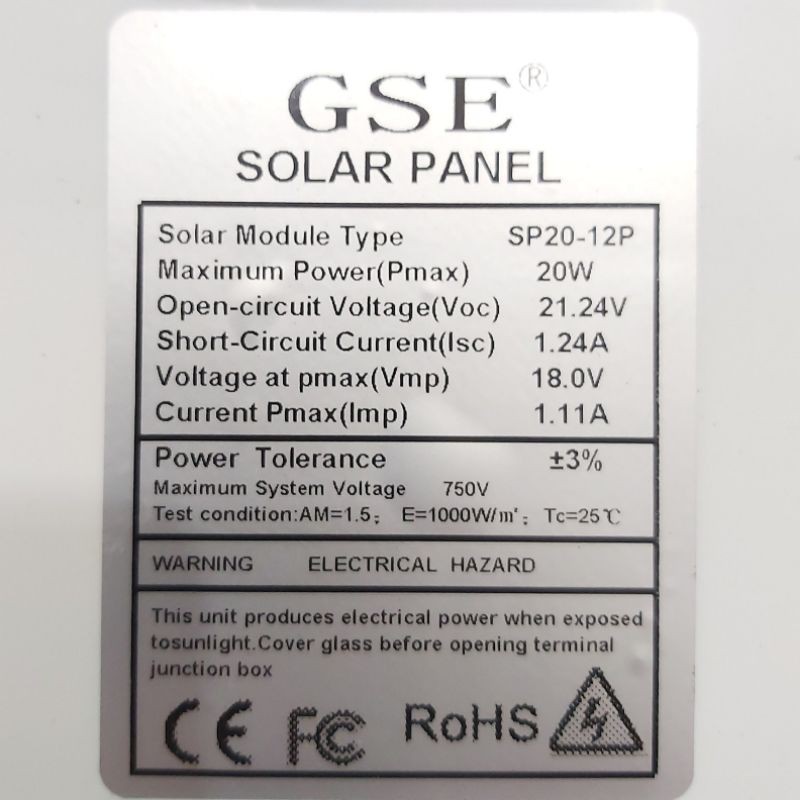 GSE®
SOLAR PANEL
Solar Module Type SP20-12P
Maximum Power(Pmax) 20W
Open-circuit Voltage(Voc) 21.24V
Short-Circuit Current(Isc) 1.24A
Voltage at pmax(Vmp) 18.0V
Current Pmax(Imp) 1.11A
Power Tolerance ±3%
Maximum System Voltage 750V
Test condition:AM=1.5; E=1000W/m²; Tc=25℃
WARNING ELECTRICAL HAZARD
This unit produces electrical power when exposed
tosunlight.Cover glass before opening terminal
junction box
CE FC RoHS